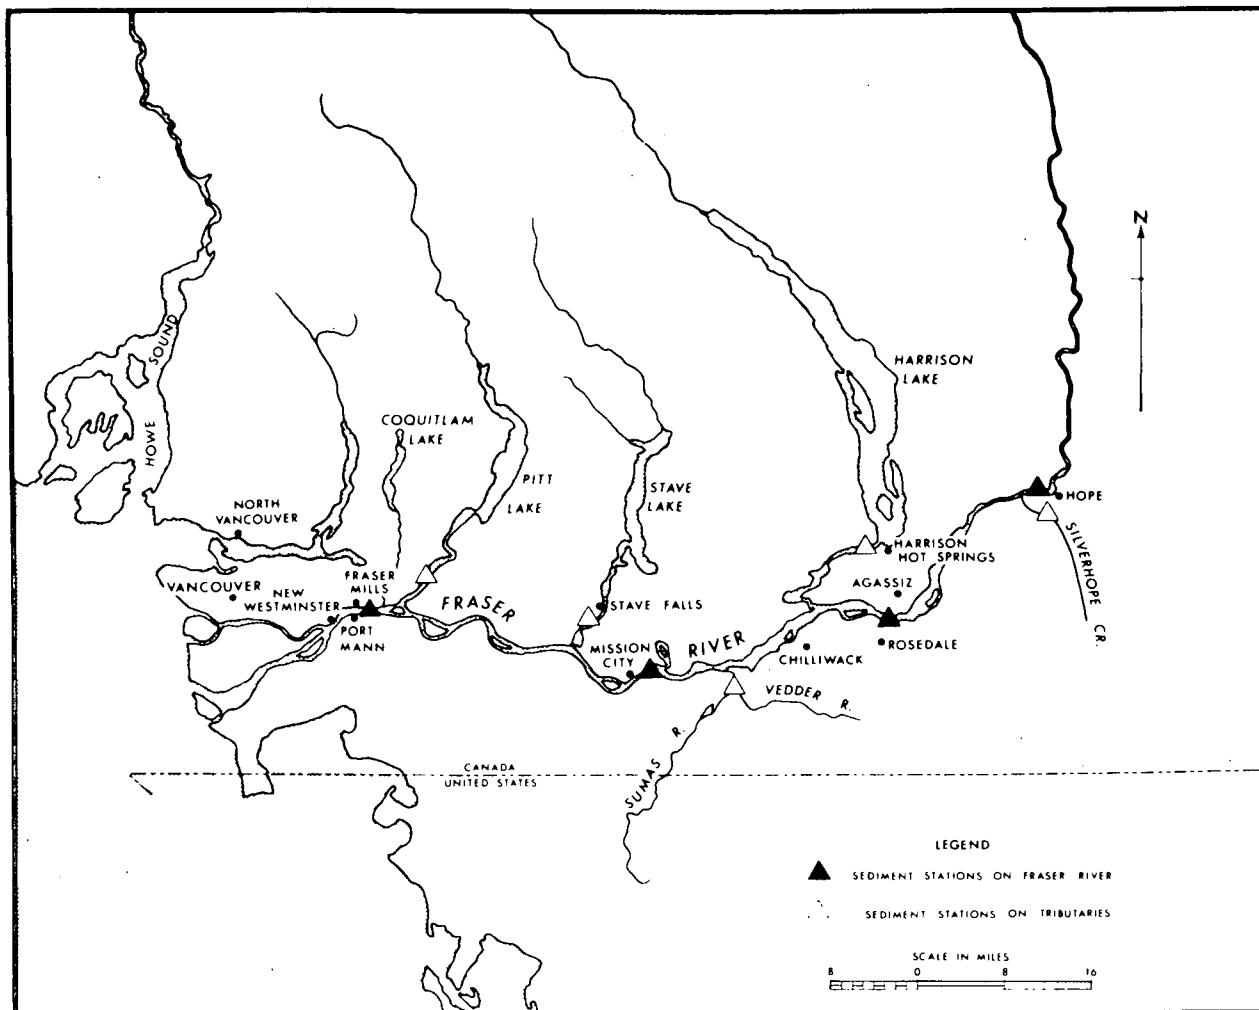 N
HOWE SOUND
COQUITLAM
LAKE
HARRISON
LAKE
PITT
LAKE
STAVE
LAKE
NORTH
VANCOUVER
HOPE
SILVERHOPE CR.
HARRISON
HOT SPRINGS
VANCOUVER
FRASER
MILLS
NEW
WESTMINSTER
PORT
MANN
FRASER RIVER
STAVE FALLS
AGASSIZ
ROSEDALE
CHILLIWACK
MISSION
CITY
VEDDER R.
SUMAS R.
CANADA
UNITED STATES
LEGEND
SEDIMENT STATIONS ON FRASER RIVER
SEDIMENT STATIONS ON TRIBUTARIES
SCALE IN MILES
8 0 8 16